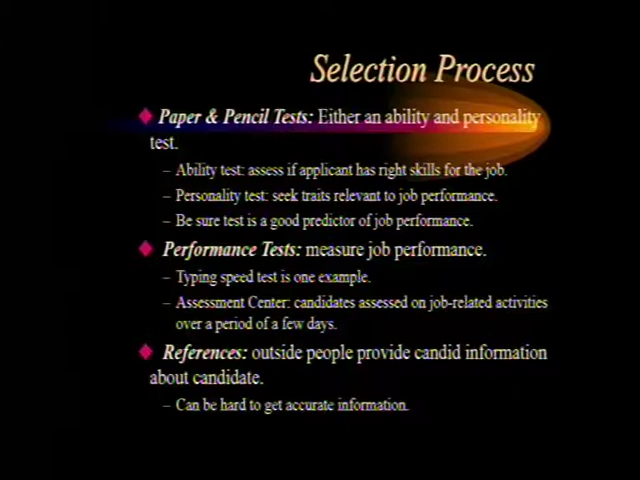 Selection Process
Paper & Pencil Tests: Either an ability and personality
test.
– Ability test: assess if applicant has right skills for the job.
– Personality test: seek traits relevant to job performance.
– Be sure test is a good predictor of job performance.
Performance Tests: measure job performance.
– Typing speed test is one example.
– Assessment Center: candidates assessed on job-related activities
over a period of a few days.
References: outside people provide candid information
about candidate.
– Can be hard to get accurate information.